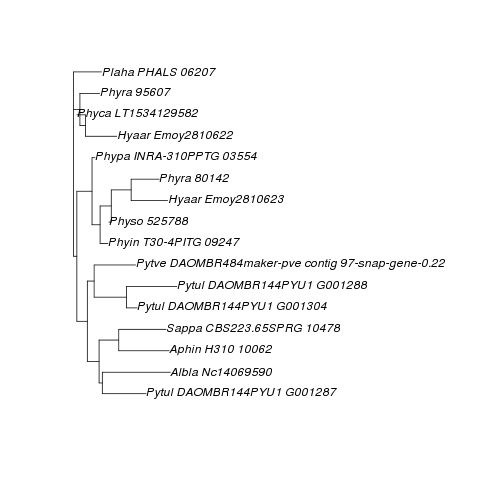 Plaha PHALS 06207
Phyra 95607
Phyca LT1534129582
Hyaar Emoy2810622
Phypa INRA-310PPTG 03554
Phyra 80142
Hyaar Emoy2810623
Physo 525788
Phyin T30-4PITG 09247
Pytve DAOMBR484maker-pve contig 97-snap-gene-0.22
Pytul DAOMBR144PYU1 G001288
Pytul DAOMBR144PYU1 G001304
Sappa CBS223.65SPRG 10478
Aphin H310 10062
Albla Nc14069590
Pytul DAOMBR144PYU1 G001287